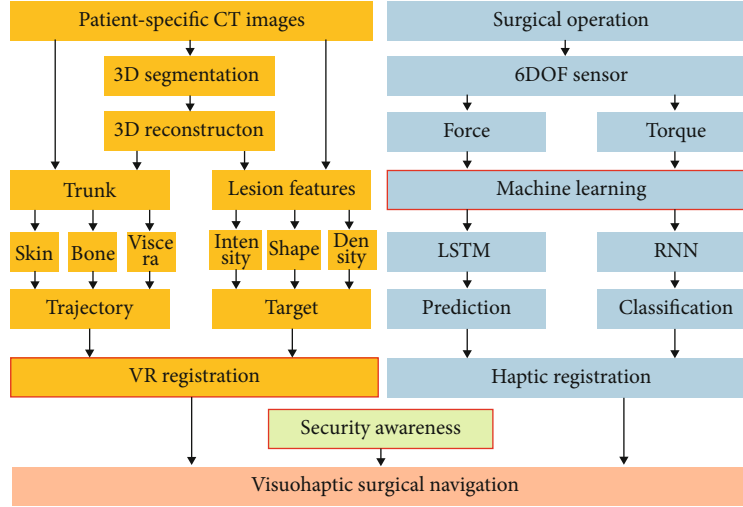 Patient-specific CT images
3D segmentation
3D reconstructon
Trunk
Lesion features
Skin
Bone
Visce
ra
Inten
sity
Shape
Den
sity
Trajectory
Target
VR registration
Surgical operation
6DOF sensor
Force
Torque
Machine learning
LSTM
RNN
Prediction
Classification
Haptic registration
Security awareness
Visuohaptic surgical navigation